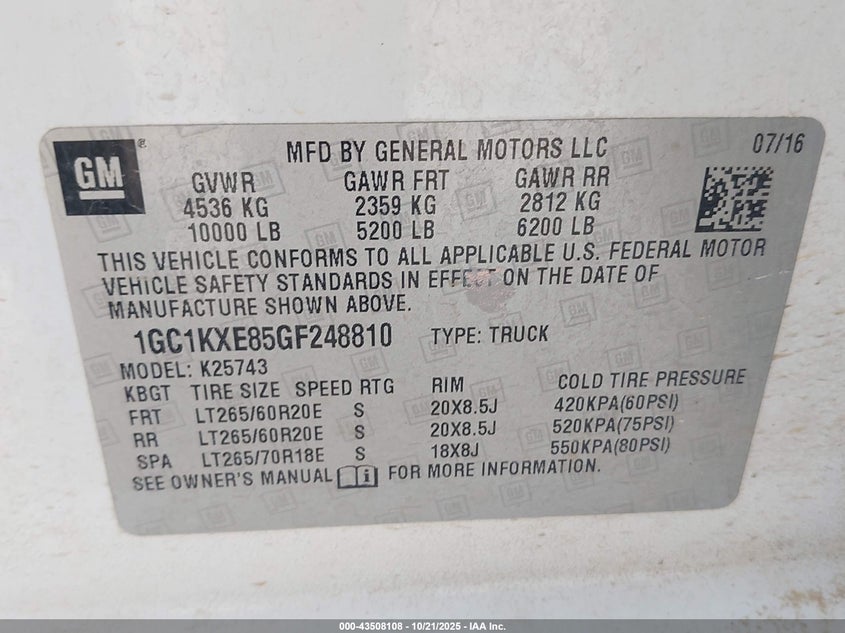 GM
MFD BY GENERAL MOTORS LLC
07/16
GVWR GAWR FRT GAWR RR
4536 KG 2359 KG 2812 KG
10000 LB 5200 LB 6200 LB
THIS VEHICLE CONFORMS TO ALL APPLICABLE U.S. FEDERAL MOTOR
VEHICLE SAFETY STANDARDS IN EFFECT ON THE DATE OF
MANUFACTURE SHOWN ABOVE.
1GC1KXE85GF248810 TYPE: TRUCK
MODEL: K25743
KBGT TIRE SIZE SPEED RTG RIM COLD TIRE PRESSURE
FRT LT265/60R20E S 20X8.5J 420KPA(60PSI)
RR LT265/60R20E S 20X8.5J 520KPA(75PSI)
SPA LT265/70R18E S 18X8J 550KPA(80PSI)
SEE OWNER'S MANUAL FOR MORE INFORMATION.
000-43508108 - 10/21/2025 - IAA Inc.